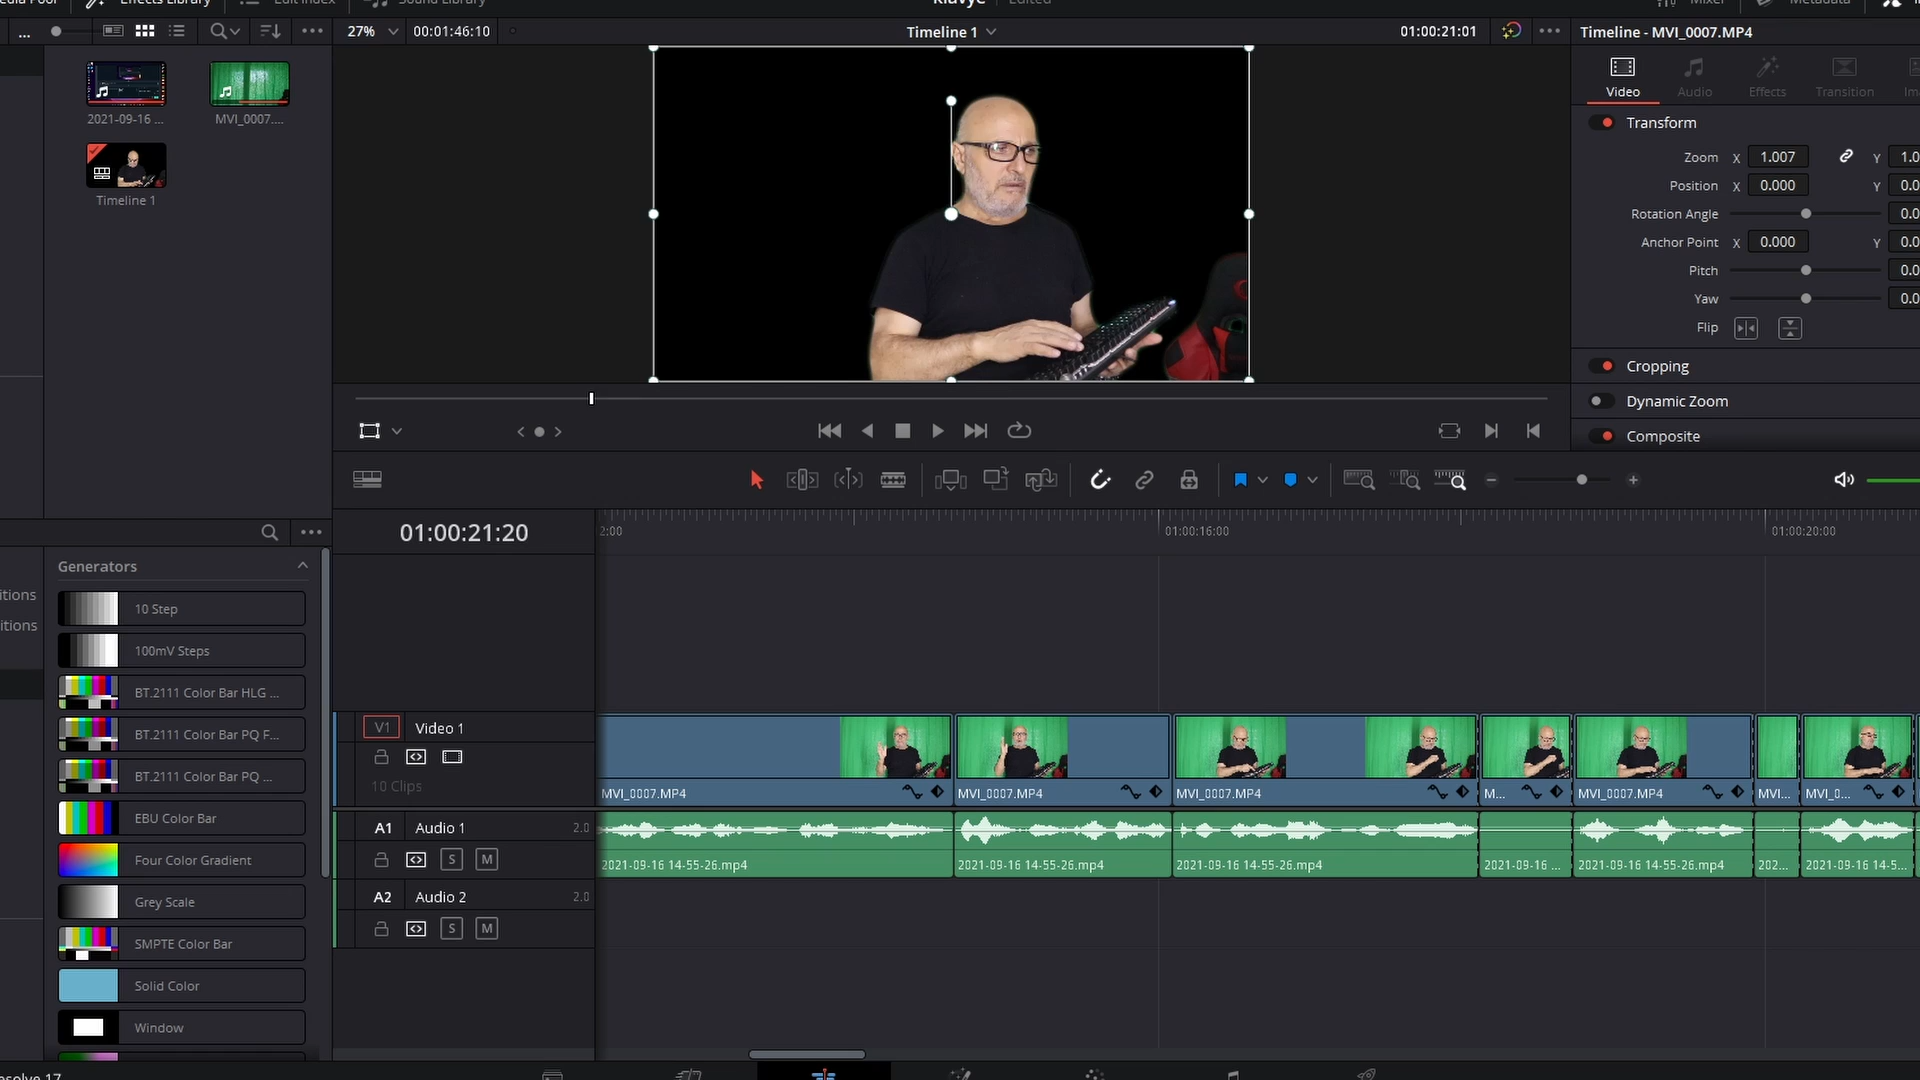 Effects Library
Edit Index
Sound Library
Klavye
Edited
Mixer
Metadata
...
27%
00:01:46:10
Timeline 1
01:00:21:01
Timeline - MVI_0007.MP4
2021-09-16 ...
MVI_0007....
Timeline 1
Video
Audio
Effects
Transition
Transform
Zoom X 1.007 Y 1.0
Position X 0.000 Y 0.0
Rotation Angle 0.0
Anchor Point X 0.000 Y 0.0
Pitch 0.0
Yaw 0.0
Flip
Cropping
Dynamic Zoom
Composite
01:00:21:20
2:00
01:00:16:00
01:00:20:00
Generators
10 Step
100mV Steps
BT.2111 Color Bar HLG ...
BT.2111 Color Bar PQ F...
BT.2111 Color Bar PQ ...
EBU Color Bar
Four Color Gradient
Grey Scale
SMPTE Color Bar
Solid Color
Window
V1 Video 1
10 Clips
MVI_0007.MP4
MVI_0007.MP4
MVI_0007.MP4
M...
MVI_0007.MP4
MVI...
MVI_0...
A1 Audio 1 2.0
S M
2021-09-16 14-55-26.mp4
2021-09-16 14-55-26.mp4
2021-09-16 14-55-26.mp4
2021-09-16 ...
2021-09-16 14-55-26.mp4
202...
2021-09-16 14-5...
A2 Audio 2 2.0
S M